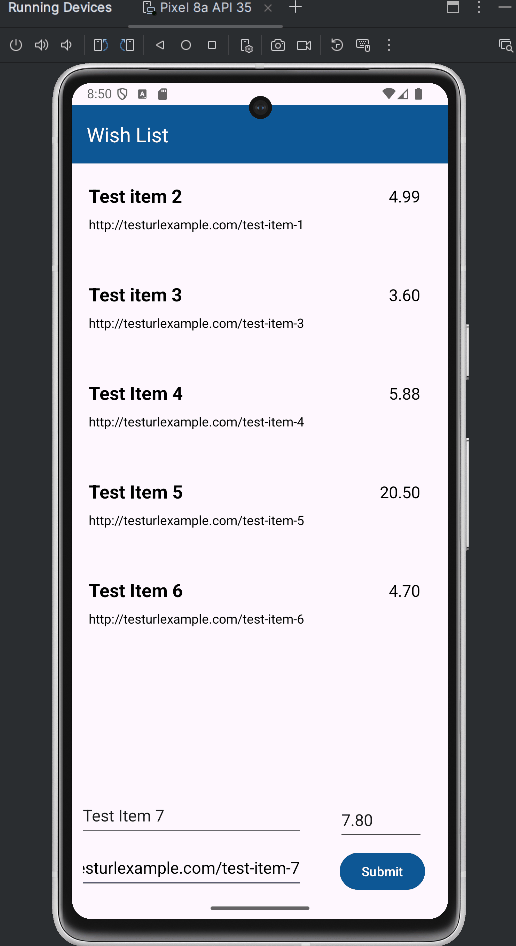 Running Devices Pixel 8a API 35
8:50
Wish List
Test item 2 4.99
http://testurlexample.com/test-item-1
Test item 3 3.60
http://testurlexample.com/test-item-3
Test Item 4 5.88
http://testurlexample.com/test-item-4
Test Item 5 20.50
http://testurlexample.com/test-item-5
Test Item 6 4.70
http://testurlexample.com/test-item-6
Test Item 7 7.80
esturlexample.com/test-item-7 Submit